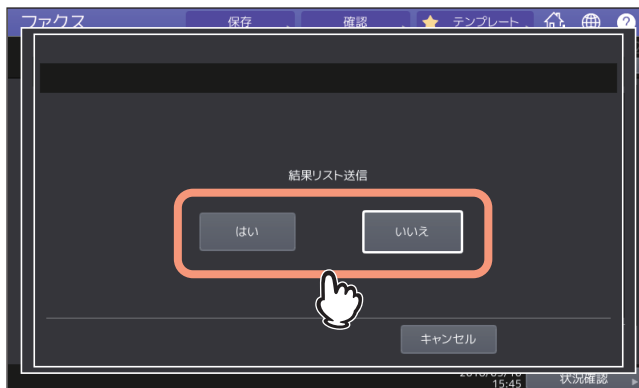 ファクス 保存 確認 テンプレート ?
結果リスト送信
はい いいえ
キャンセル
15:45 状況確認